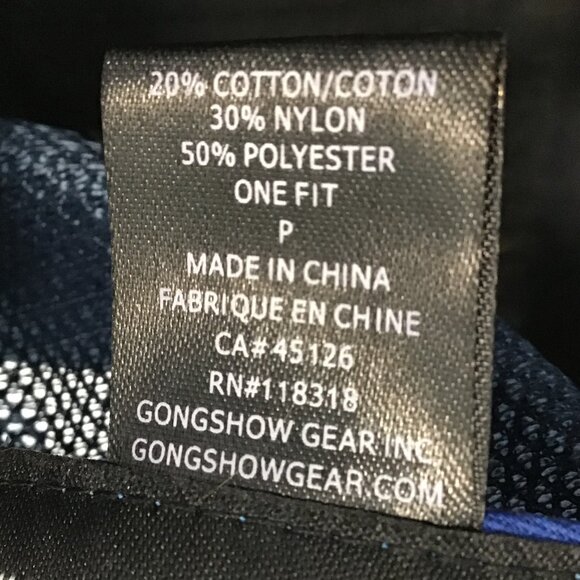 20% COTTON/COTON
30% NYLON
50% POLYESTER
ONE FIT
P
MADE IN CHINA
FABRIQUE EN CHINE
CA#45126
RN#118318
GONGSHOW GEAR INC.
GONGSHOWGEAR.COM